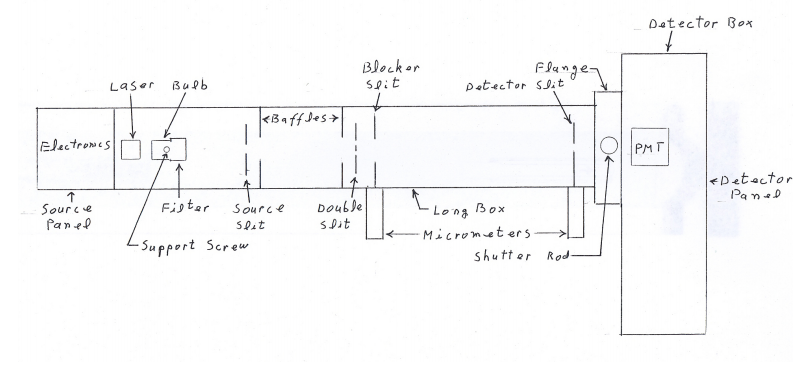 Detector Box
Blocker
Slit
Flange
Detector Slit
Laser
Bulb
Baffles
Electronics
PMT
Detector
Panel
Source
Panel
Filter
Source
Slit
Double
Slit
Long Box
Micrometers
Support Screw
Shutter Rod